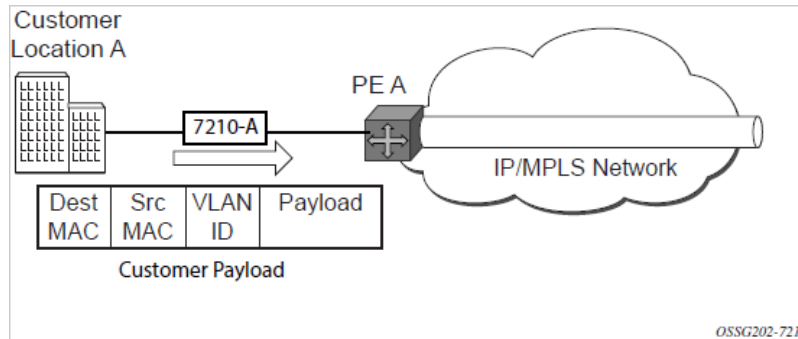 Customer
Location A
PE A
7210-A
IP/MPLS Network
Dest
MAC
Src
MAC
VLAN
ID
Payload
Customer Payload
OSSG202-721